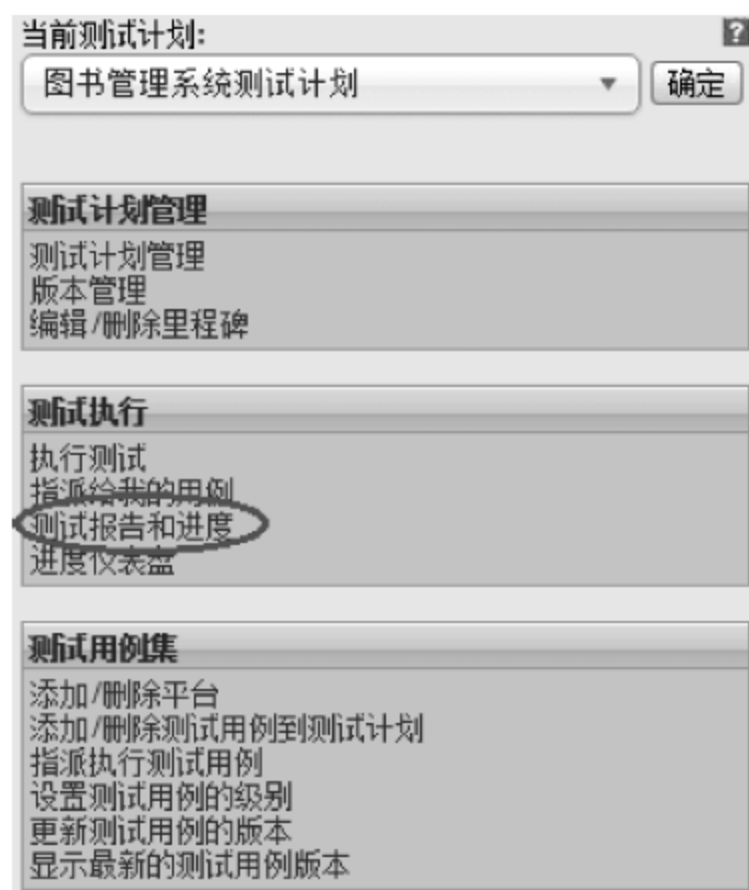 当前测试计划:
?
图书管理系统测试计划
确定
测试计划管理
测试计划管理
版本管理
编辑/删除里程碑
测试执行
执行测试
指派给我的用例
测试报告和进度
进度仪表盘
测试用例集
添加/删除平台
添加/删除测试用例到测试计划
指派执行测试用例
设置测试用例的级别
更新测试用例的版本
显示最新的测试用例版本